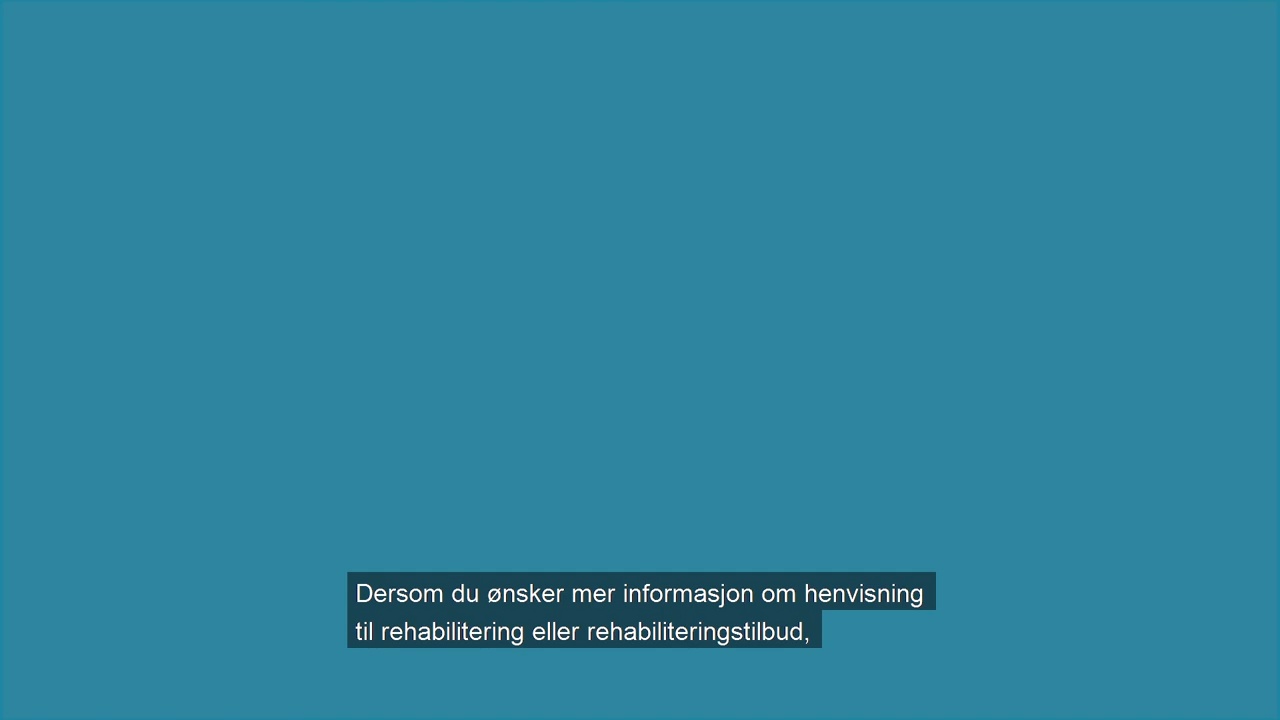 Dersom du ønsker mer informasjon om henvisning
til rehabilitering eller rehabiliteringstilbud,